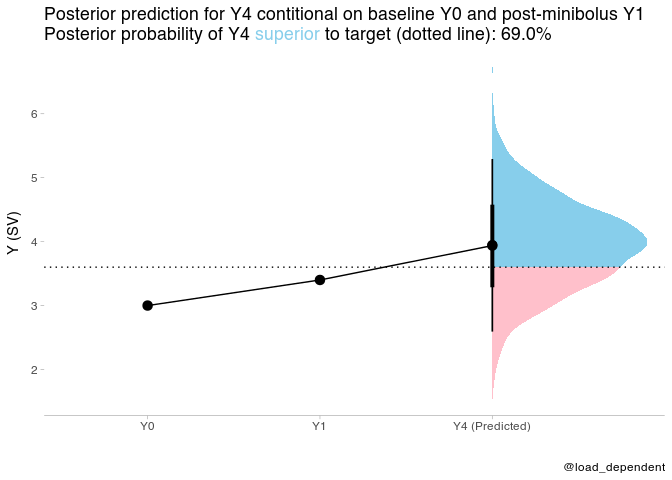 Posterior prediction for Y4 contitional on baseline Y0 and post-minibolus Y1
Posterior probability of Y4 superior to target (dotted line): 69.0%
6
5
4
3
2
Y (SV)
Y0
Y1
Y4 (Predicted)
@load_dependent